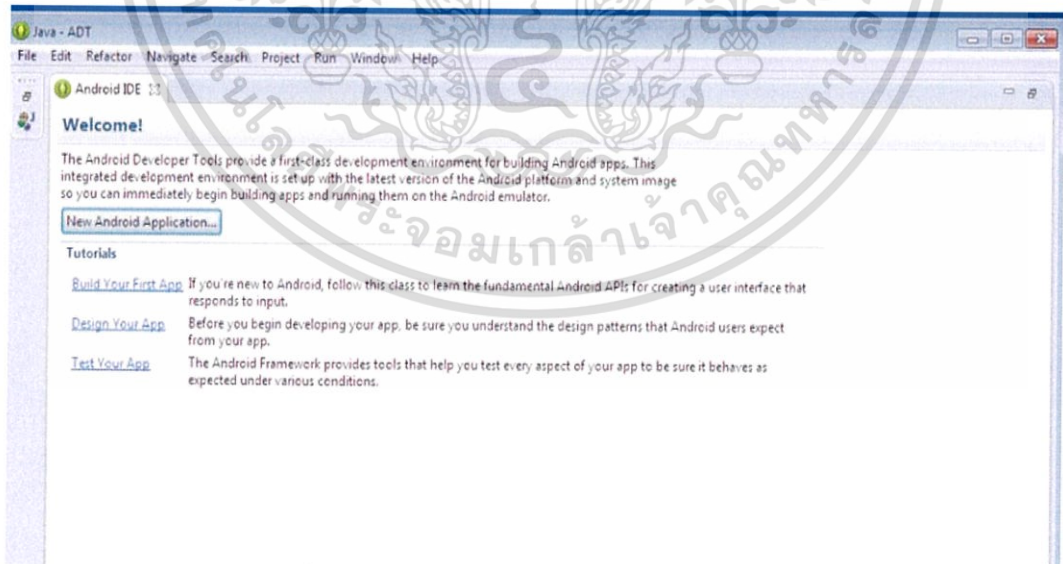 Java - ADT
File Edit Refactor Navigate Search Project Run Window Help
Android IDE
Welcome!
The Android Developer Tools provide a first-class development environment for building Android apps. This
integrated development environment is set up with the latest version of the Android platform and system image
so you can immediately begin building apps and running them on the Android emulator.
New Android Application...
Tutorials
Build Your First App If you're new to Android, follow this class to learn the fundamental Android APIs for creating a user interface that
responds to input.
Design Your App Before you begin developing your app, be sure you understand the design patterns that Android users expect
from your app.
Test Your App The Android Framework provides tools that help you test every aspect of your app to be sure it behaves as
expected under various conditions.
พระจอมเกล้าเจ้าคุณทหาร